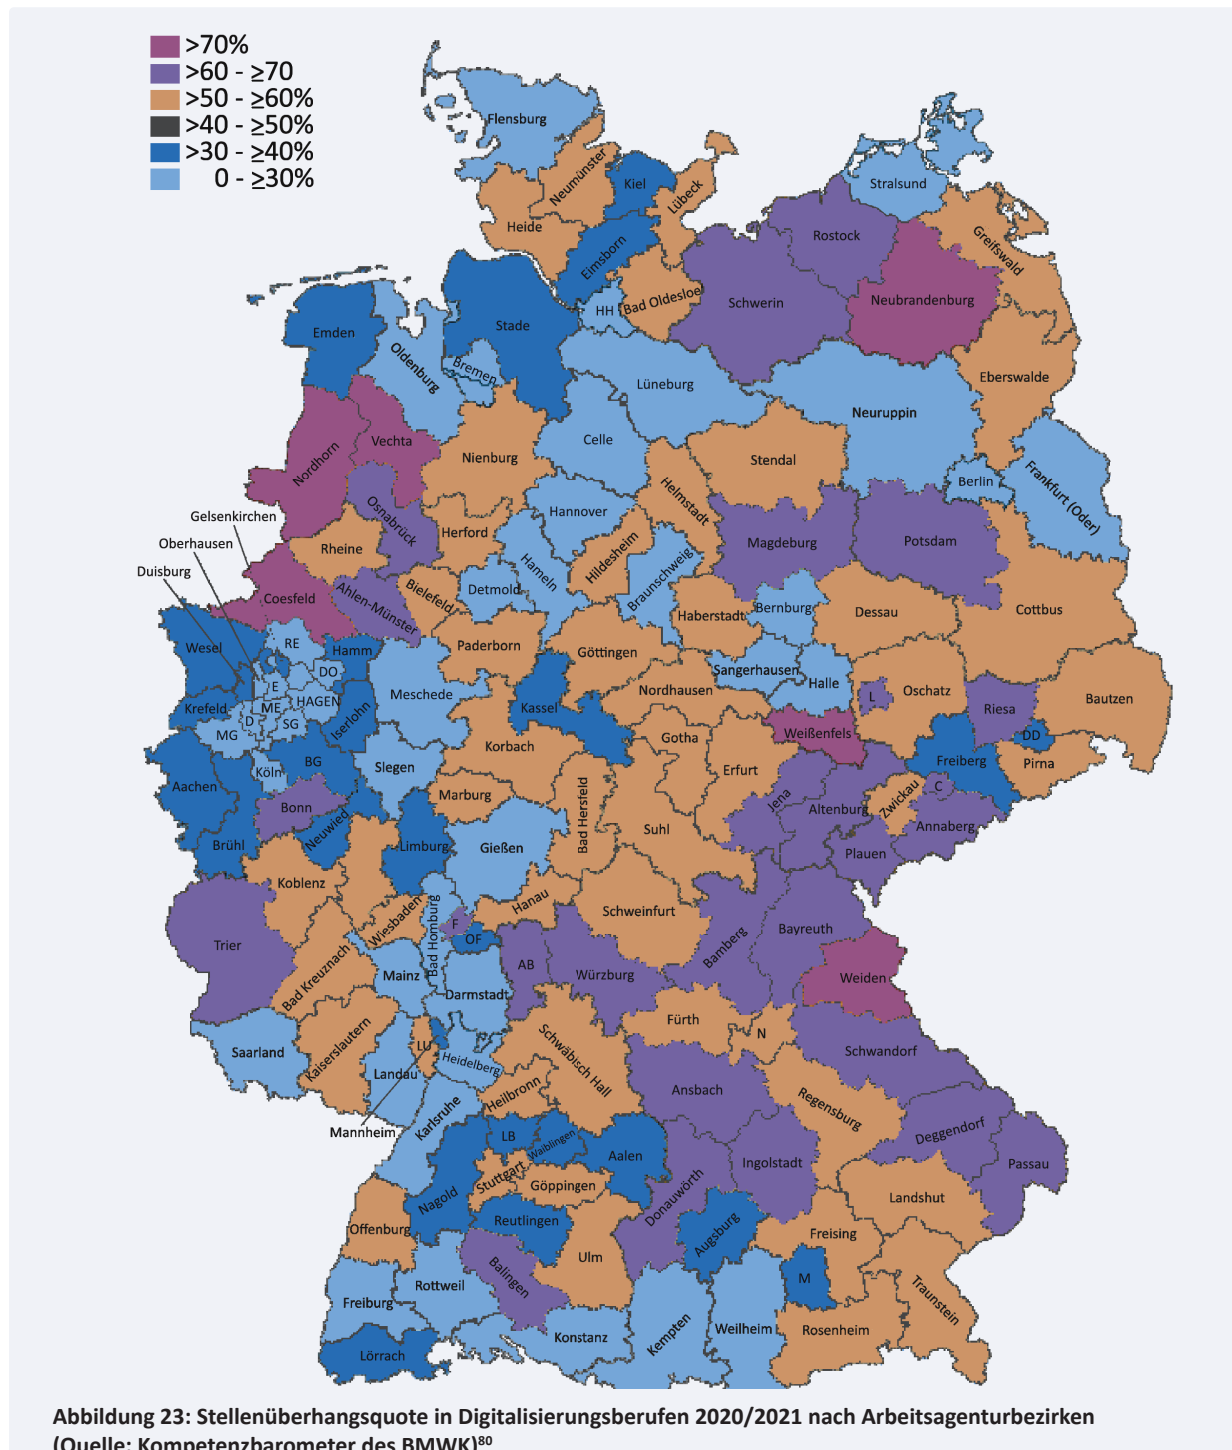 >70%
>60 - ≥70
>50 - ≥60%
>40 - ≥50%
>30 - ≥40%
0 - ≥30%
Flensburg
Neumünster
Kiel
Lübeck
Heide
Elmsborn
Stralsund
Rostock
Greifswald
Schwerin
Neubrandenburg
HH
Bad Oldesloe
Emden
Stade
Oldenburg
Bremen
Lüneburg
Neuruppin
Eberswalde
Nordhorn
Vechta
Nienburg
Celle
Stendal
Berlin
Frankfurt (Oder)
Gelsenkirchen
Osnabrück
Hannover
Helmstadt
Oberhausen
Rheine
Herford
Hildesheim
Magdeburg
Potsdam
Duisburg
Coesfeld
Ahlen-Münster
Bielefeld
Detmold
Hameln
Braunschweig
Haberstadt
Bernburg
Dessau
Cottbus
Wesel
RE
Hamm
Paderborn
Göttingen
DO
E
Sangerhausen
Halle
Krefeld
ME
HAGEN
Meschede
Kassel
Nordhausen
L
Oschatz
Riesa
Bautzen
MG
D
SG
Iserlohn
Korbach
Gotha
Weißenfels
DD
Aachen
Köln
BG
SIegen
Erfurt
Freiberg
Pirna
Bonn
Marburg
Bad Hersfeld
Jena
Altenburg
Zwickau
C
Brühl
Neuwied
Limburg
Gießen
Suhl
Plauen
Annaberg
Koblenz
Wiesbaden
Hanau
Schweinfurt
Trier
Bad Kreuznach
Bad Homburg
F
OF
Bamberg
Bayreuth
Mainz
Darmstadt
AB
Würzburg
Weiden
Saarland
Kaiserslautern
Landau
LU
Heidelberg
Schwäbisch Hall
Fürth
N
Schwandorf
Mannheim
Karlsruhe
Heilbronn
Ansbach
Regensburg
LB
Waiblingen
Aalen
Deggendorf
Nagold
Stuttgart
Göppingen
Donauwörth
Ingolstadt
Passau
Offenburg
Reutlingen
Landshut
Balingen
Ulm
Augsburg
Freising
Freiburg
Rottweil
M
Traunstein
Lörrach
Konstanz
Kempten
Weilheim
Rosenheim
Abbildung 23: Stellenüberhangsquote in Digitalisierungsberufen 2020/2021 nach Arbeitsagenturbezirken
(Quelle: Kompetenzbarometer des BMWK)80